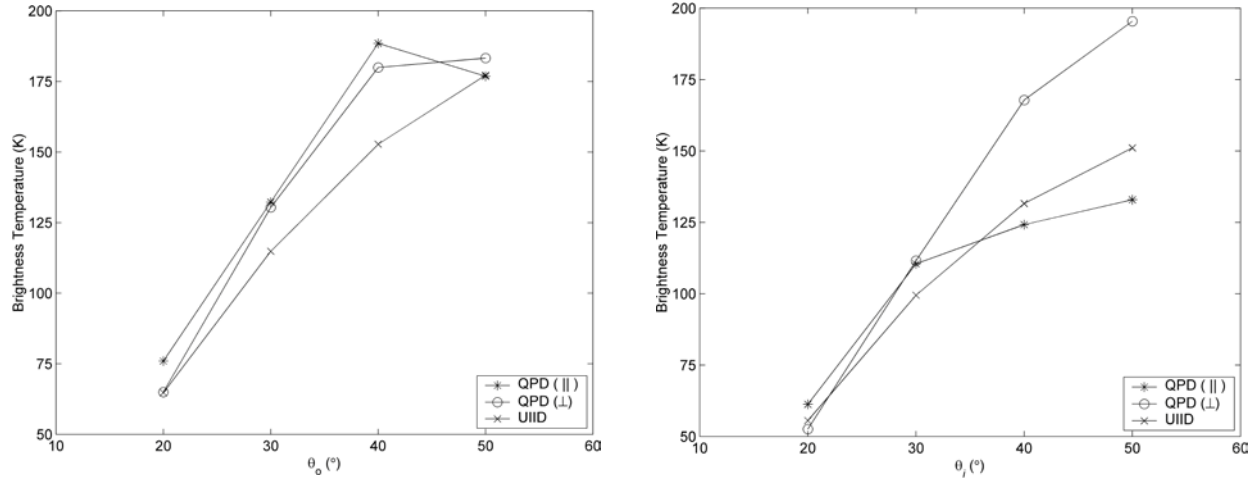 200
175
150
125
100
75
50
Brightness Temperature (K)
10 20 30 40 50 60
θo (°)
QPD ( || )
QPD (⊥)
UIID
200
175
150
125
100
75
50
Brightness Temperature (K)
10 20 30 40 50 60
θi (°)
QPD ( || )
QPD (⊥)
UIID